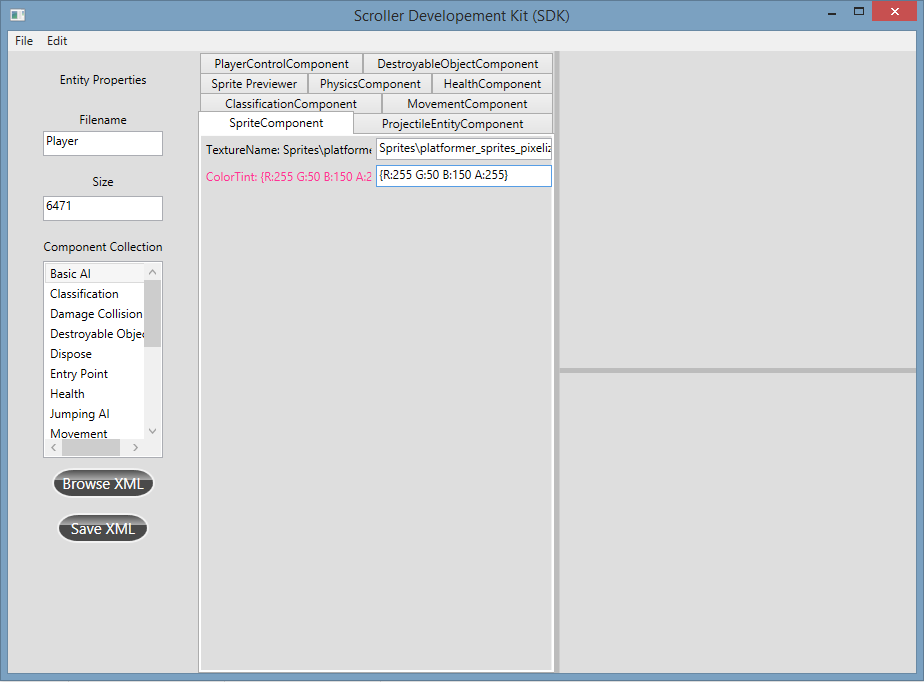 Scroller Developement Kit (SDK)
File Edit
Entity Properties
Filename
Player
Size
6471
Component Collection
Basic AI
Classification
Damage Collision
Destroyable Objec
Dispose
Entry Point
Health
Jumping AI
Movement
Browse XML
Save XML
PlayerControlComponent DestroyableObjectComponent
Sprite Previewer PhysicsComponent HealthComponent
ClassificationComponent MovementComponent
SpriteComponent ProjectileEntityComponent
TextureName: Sprites\platforme Sprites\platformer_sprites_pixeliz
ColorTint: {R:255 G:50 B:150 A:2 {R:255 G:50 B:150 A:255}